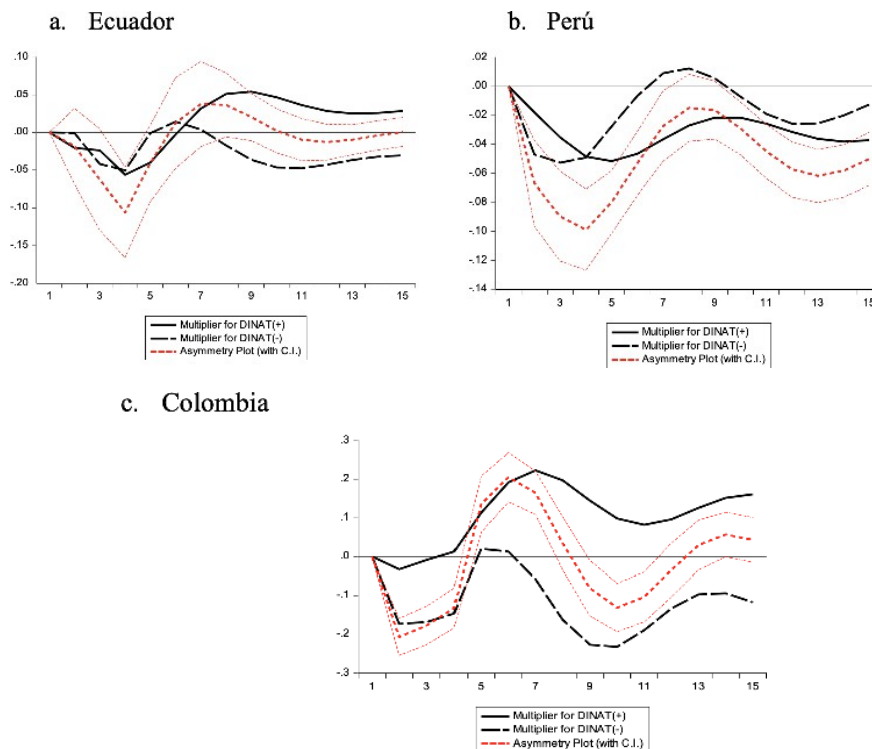 a. Ecuador
.10
.05
.00
-.05
-.10
-.15
-.20
1 3 5 7 9 11 13 15
Multiplier for DINAT(+)
Multiplier for DINAT(-)
Asymmetry Plot (with C.I.)
b. Perú
.02
.00
-.02
-.04
-.06
-.08
-.10
-.12
-.14
1 3 5 7 9 11 13 15
Multiplier for DINAT(+)
Multiplier for DINAT(-)
Asymmetry Plot (with C.I.)
c. Colombia
.3
.2
.1
.0
-.1
-.2
-.3
1 3 5 7 9 11 13 15
Multiplier for DINAT(+)
Multiplier for DINAT(-)
Asymmetry Plot (with C.I.)